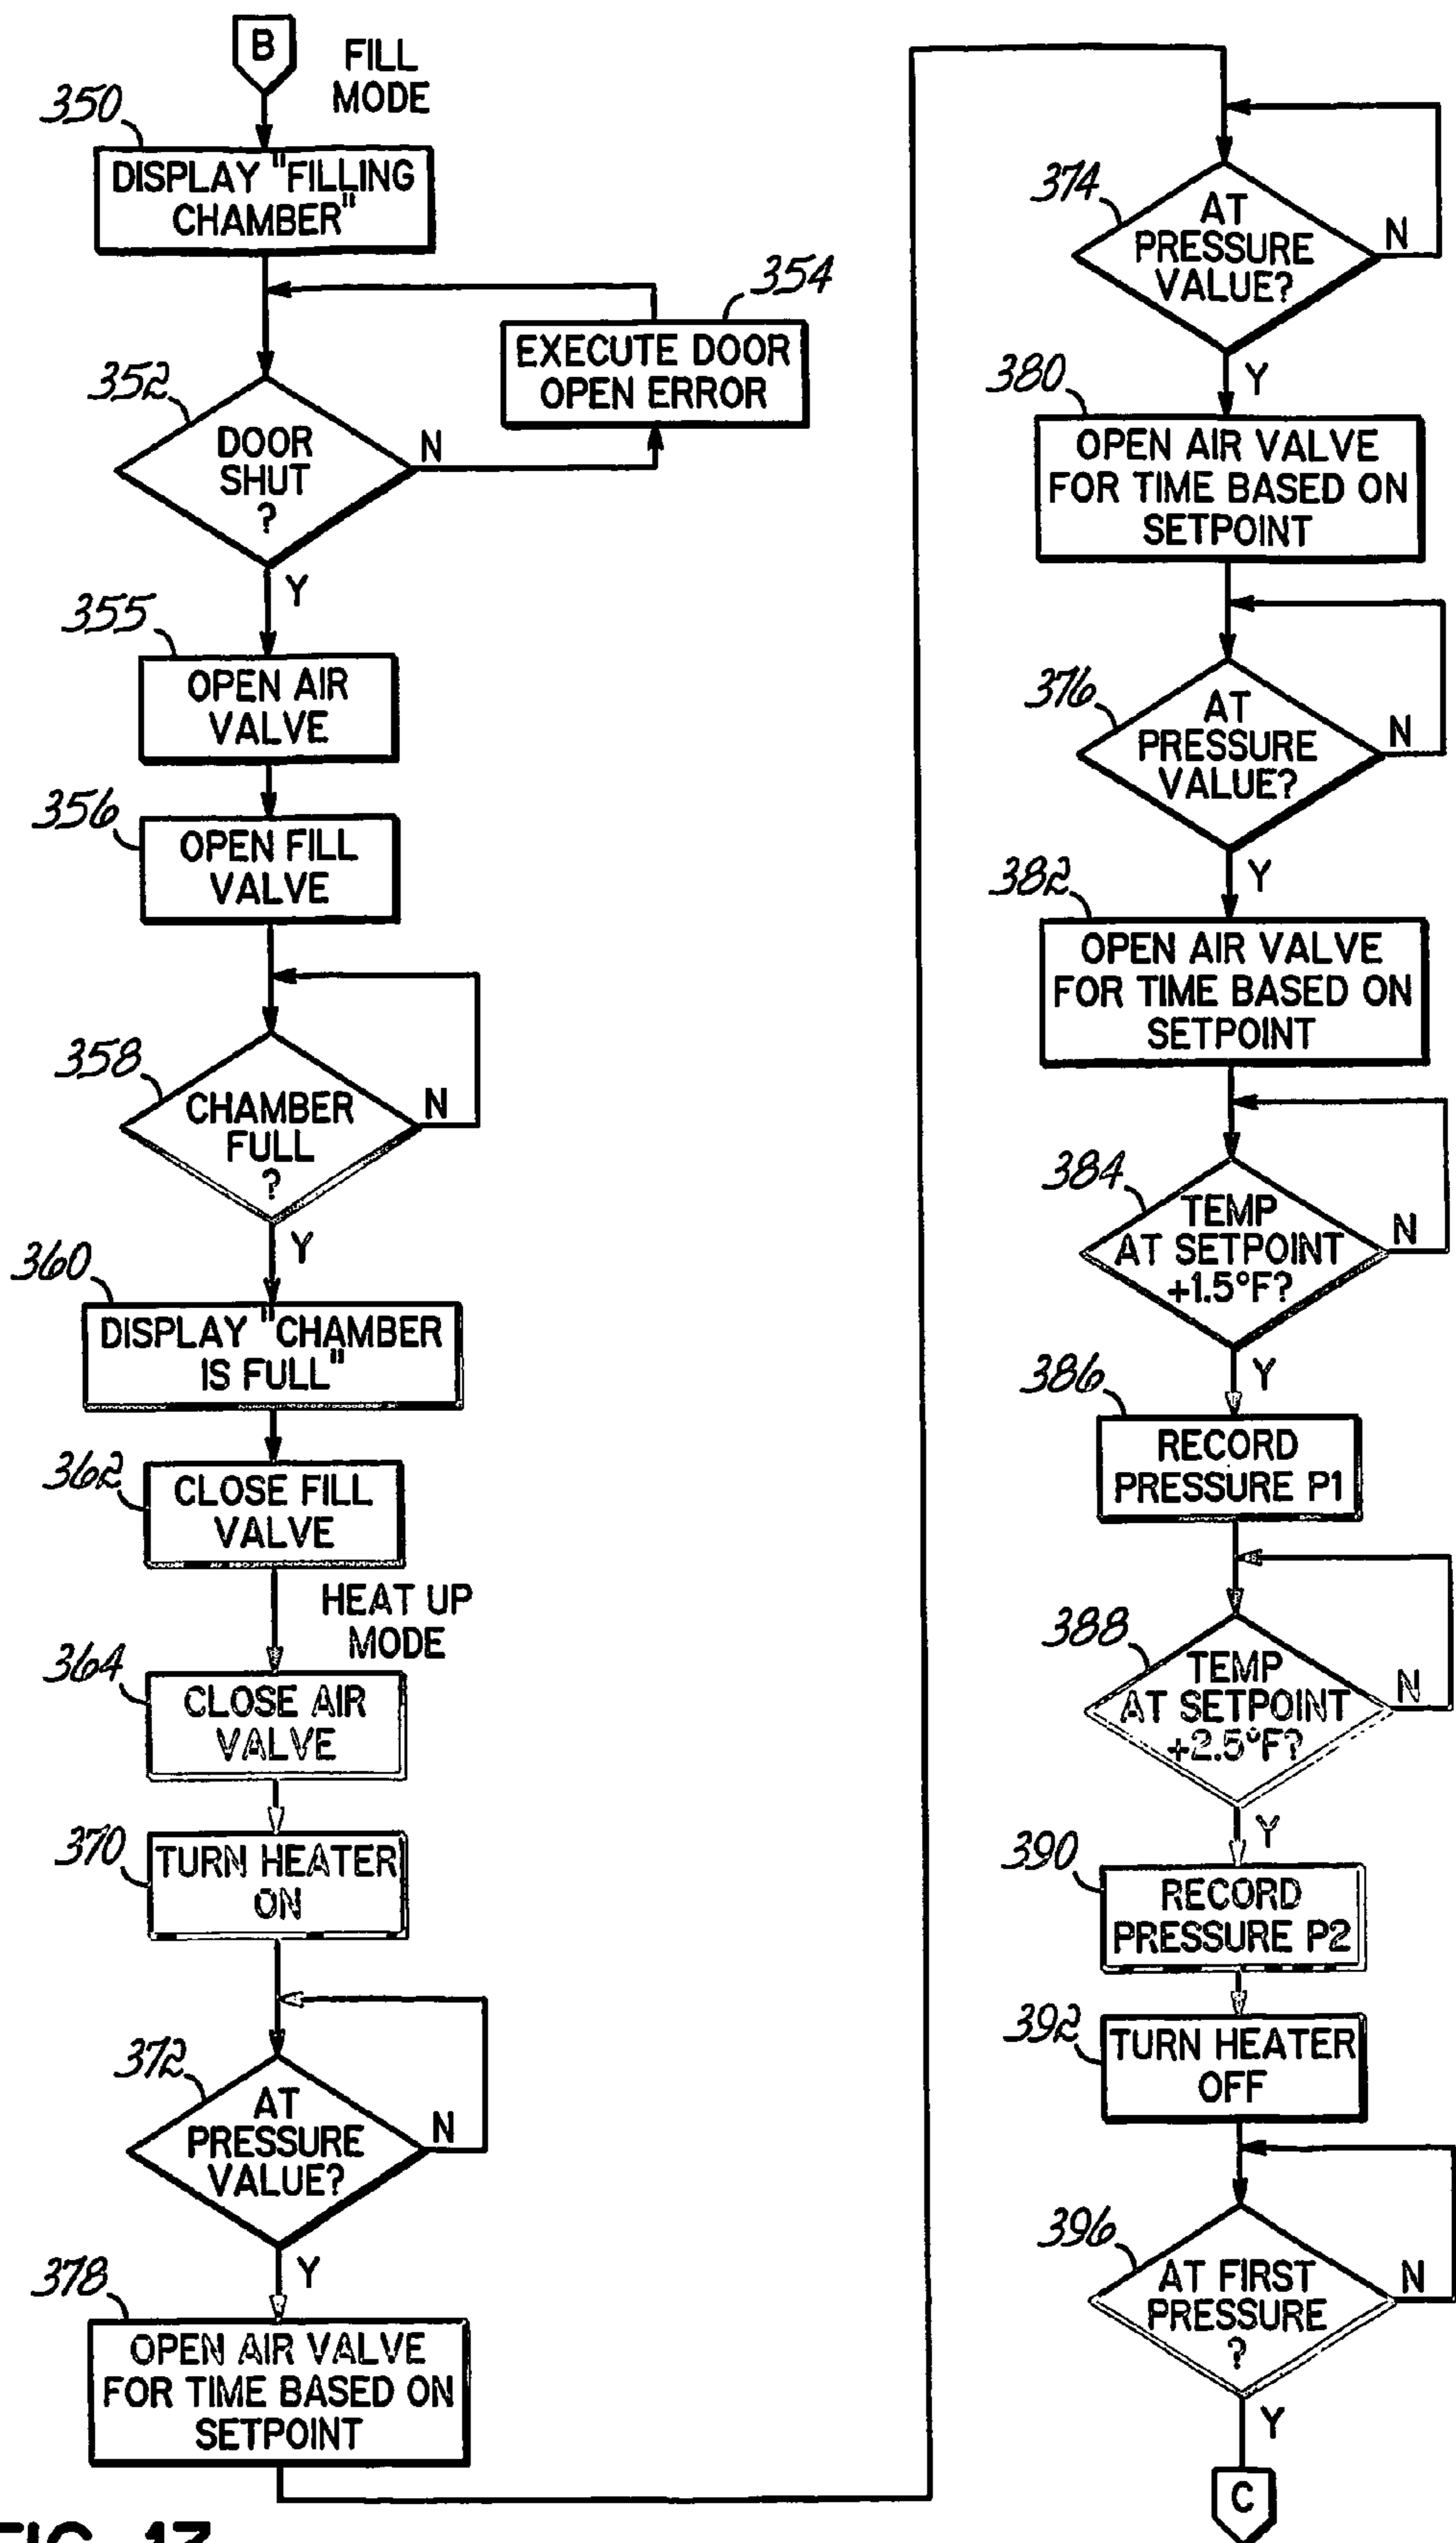 B
FILL
MODE
350
DISPLAY "FILLING
CHAMBER"
354
EXECUTE DOOR
OPEN ERROR
352
DOOR
SHUT
?
N
Y
355
OPEN AIR
VALVE
356
OPEN FILL
VALVE
358
CHAMBER
FULL
?
N
Y
360
DISPLAY "CHAMBER
IS FULL"
362
CLOSE FILL
VALVE
HEAT UP
MODE
364
CLOSE AIR
VALVE
370
TURN HEATER
ON
372
AT
PRESSURE
VALUE?
N
Y
378
OPEN AIR VALVE
FOR TIME BASED ON
SETPOINT
374
AT
PRESSURE
VALUE?
N
Y
380
OPEN AIR VALVE
FOR TIME BASED ON
SETPOINT
376
AT
PRESSURE
VALUE?
N
Y
382
OPEN AIR VALVE
FOR TIME BASED ON
SETPOINT
384
TEMP
AT SETPOINT
+1.5°F?
N
Y
386
RECORD
PRESSURE P1
388
TEMP
AT SETPOINT
+2.5°F?
N
Y
390
RECORD
PRESSURE P2
392
TURN HEATER
OFF
396
AT FIRST
PRESSURE
?
N
Y
C